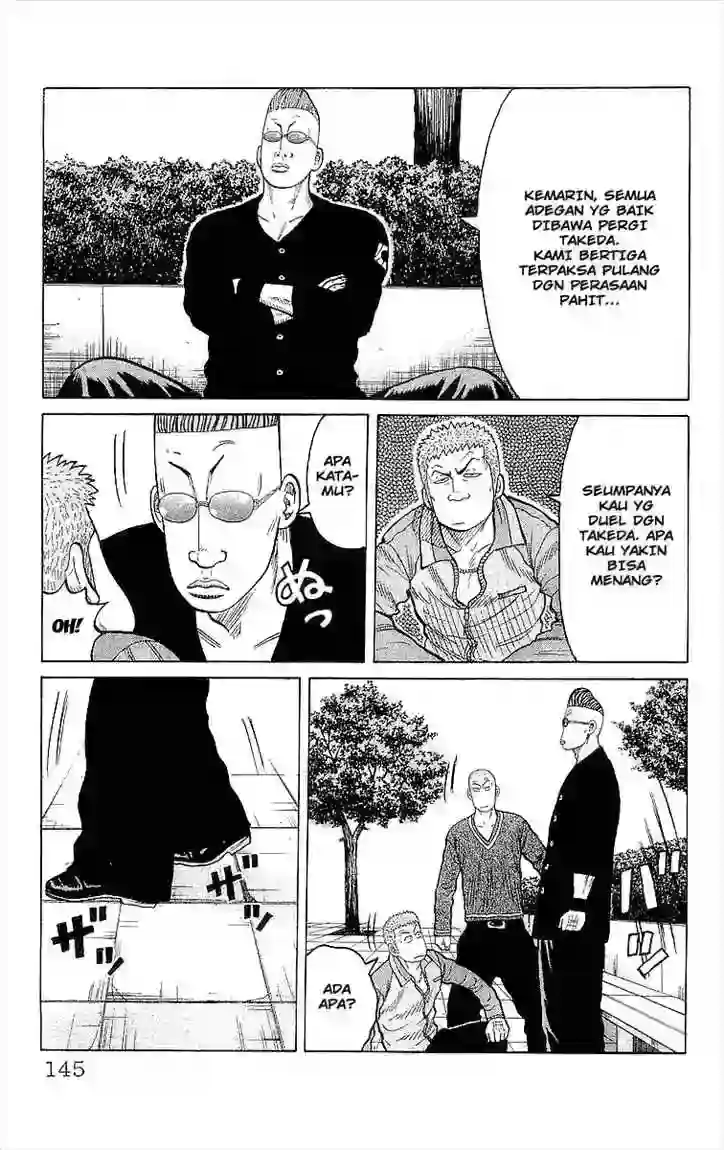 KEMARIN, SEMUA
ADEGAN YG BAIK
DIBAWA PERGI
TAKEDA.
KAMI BERTIGA
TERPAKSA PULANG
DGN PERASAAN
PAHIT...
APA
KATA-
MU?
OH!
ぬっ
SEUMPANYA
KAU YG
DUEL DGN
TAKEDA. APA
KAU YAKIN
BISA
MENANG?
ザッ
ザッ
ADA
APA?
145